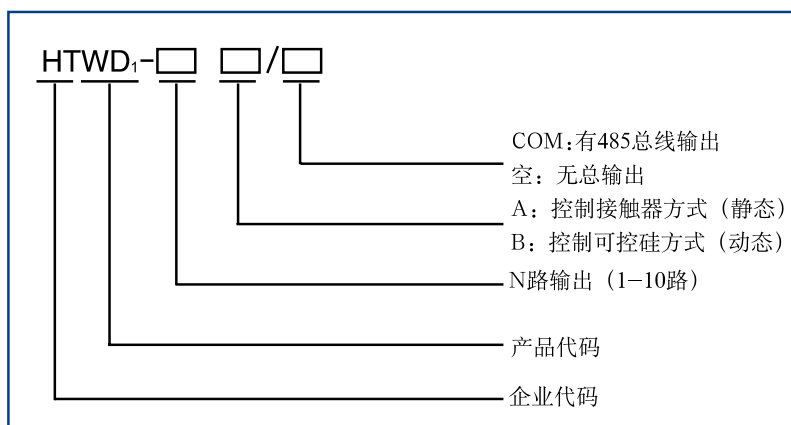 HTWD₁-□ □/□
COM:有485总线输出
空：无总输出
A：控制接触器方式（静态）
B：控制可控硅方式（动态）
N路输出（1—10路）
产品代码
企业代码